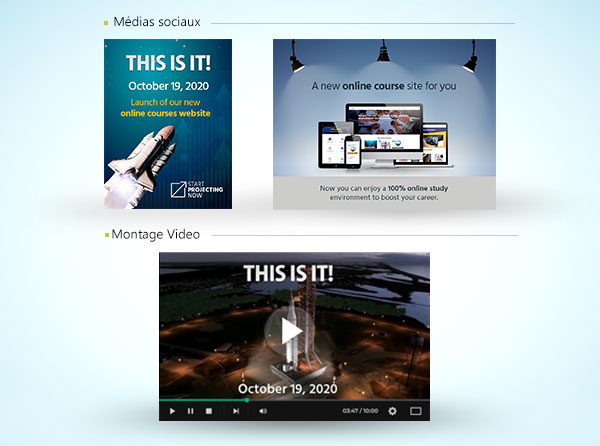 Médias sociaux
THIS IS IT!
October 19, 2020
Launch of our new
online courses website
START
PROJECTING
NOW
A new online course site for you
Now you can enjoy a 100% online study
environment to boost your career.
Montage Video
THIS IS IT!
October 19, 2020
03:47 / 10:00